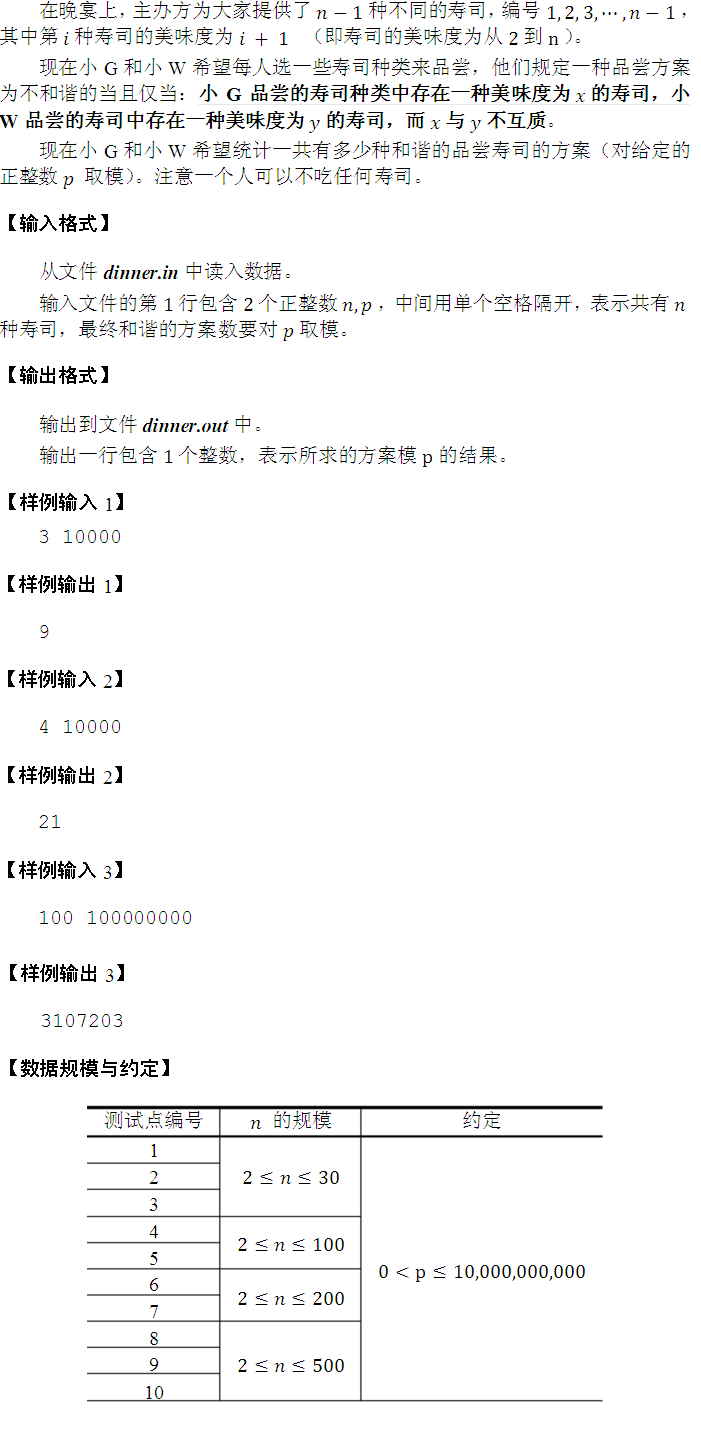 在晚宴上，主办方为大家提供了 n − 1 种不同的寿司，编号 1, 2, 3, ⋯, n − 1，
其中第 i 种寿司的美味度为 i + 1 （即寿司的美味度为从 2 到 n）。
现在小 G 和小 W 希望每人选一些寿司种类来品尝，他们规定一种品尝方案
为不和谐的当且仅当：小 G 品尝的寿司种类中存在一种美味度为 x 的寿司，小
W 品尝的寿司中存在一种美味度为 y 的寿司，而 x 与 y 不互质。
现在小 G 和小 W 希望统计一共有多少种和谐的品尝寿司的方案（对给定的
正整数 p 取模）。注意一个人可以不吃任何寿司。
【输入格式】
从文件 dinner.in 中读入数据。
输入文件的第 1 行包含 2 个正整数 n, p，中间用单个空格隔开，表示共有 n
种寿司，最终和谐的方案数要对 p 取模。
【输出格式】
输出到文件 dinner.out 中。
输出一行包含 1 个整数，表示所求的方案模 p 的结果。
【样例输入 1】
3 10000
【样例输出 1】
9
【样例输入 2】
4 10000
【样例输出 2】
21
【样例输入 3】
100 100000000
【样例输出 3】
3107203
【数据规模与约定】
测试点编号 n 的规模 约定
1
2 2 ≤ n ≤ 30
3
4
5 2 ≤ n ≤ 100
6
7 2 ≤ n ≤ 200
8
9 2 ≤ n ≤ 500
10
0 < p ≤ 10,000,000,000